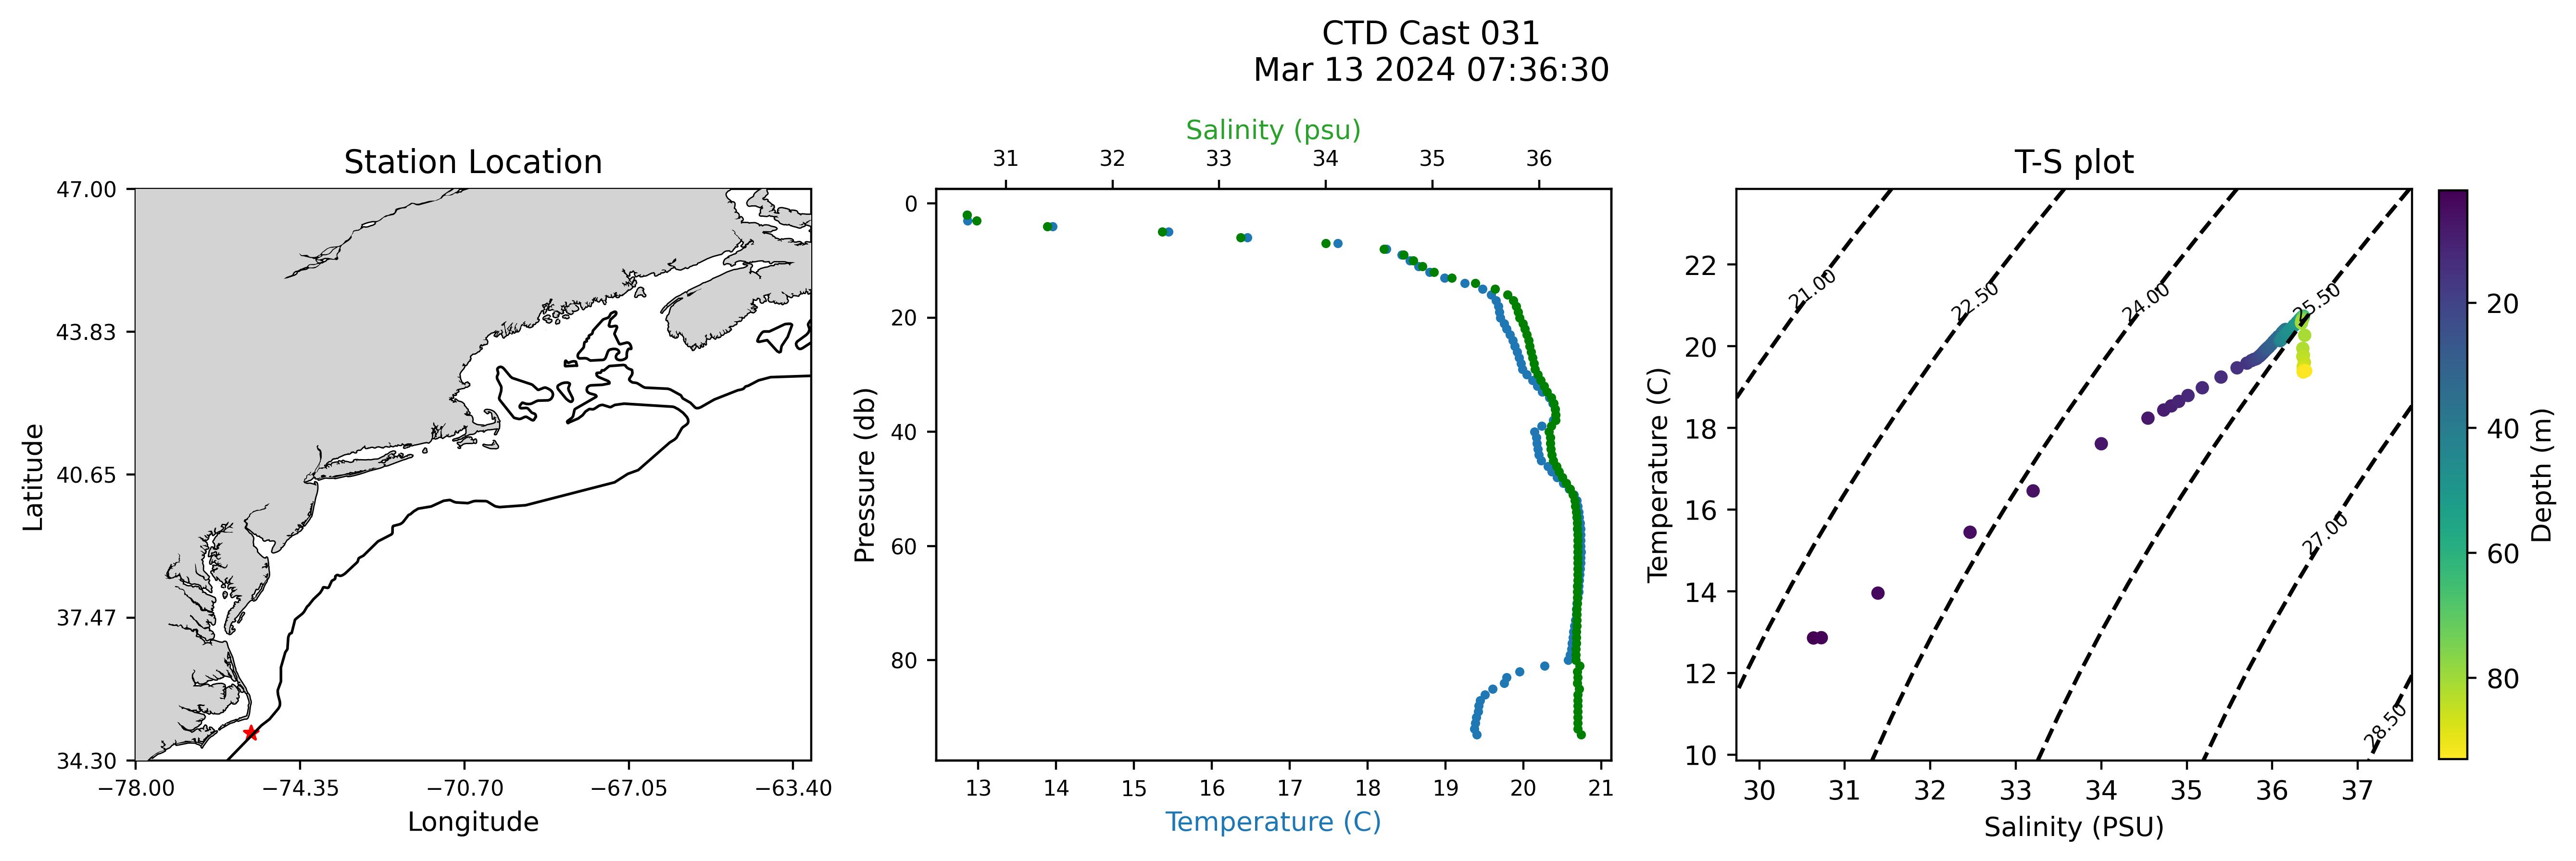 CTD Cast 031
Mar 13 2024 07:36:30
Station Location
47.00
43.83
40.65
37.47
34.30
Latitude
−78.00 −74.35 −70.70 −67.05 −63.40
Longitude
Salinity (psu)
31 32 33 34 35 36
0
20
40
60
80
Pressure (db)
13 14 15 16 17 18 19 20 21
Temperature (C)
T-S plot
22
20
18
16
14
12
10
Temperature (C)
21.00
22.50
24.00
25.50
27.00
28.50
30 31 32 33 34 35 36 37
Salinity (PSU)
20
40
60
80
Depth (m)